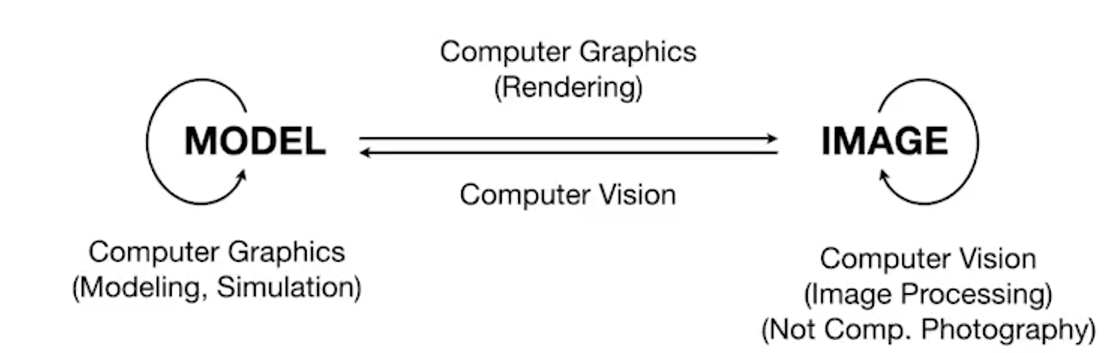 Computer Graphics
(Rendering)
MODEL
IMAGE
Computer Vision
Computer Graphics
(Modeling, Simulation)
Computer Vision
(Image Processing)
(Not Comp. Photography)